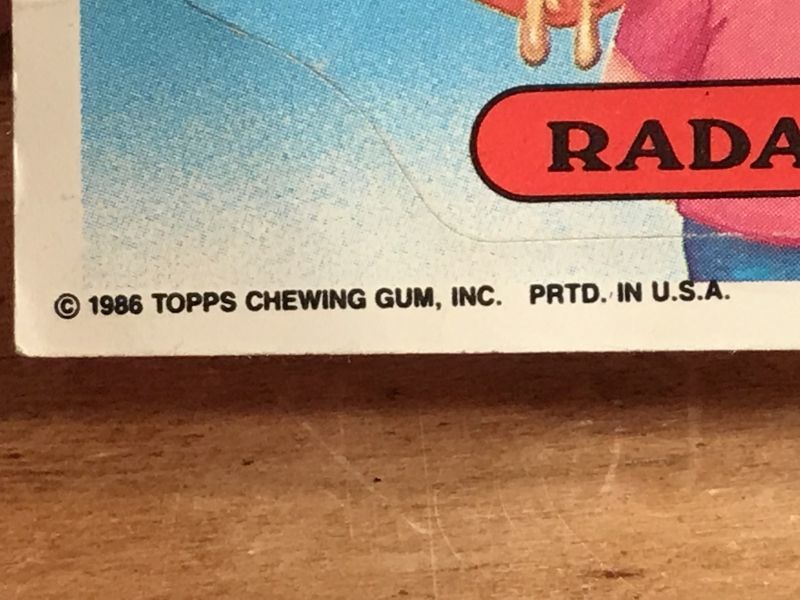 RADA
© 1986 TOPPS CHEWING GUM, INC. PRTD. IN U.S.A.